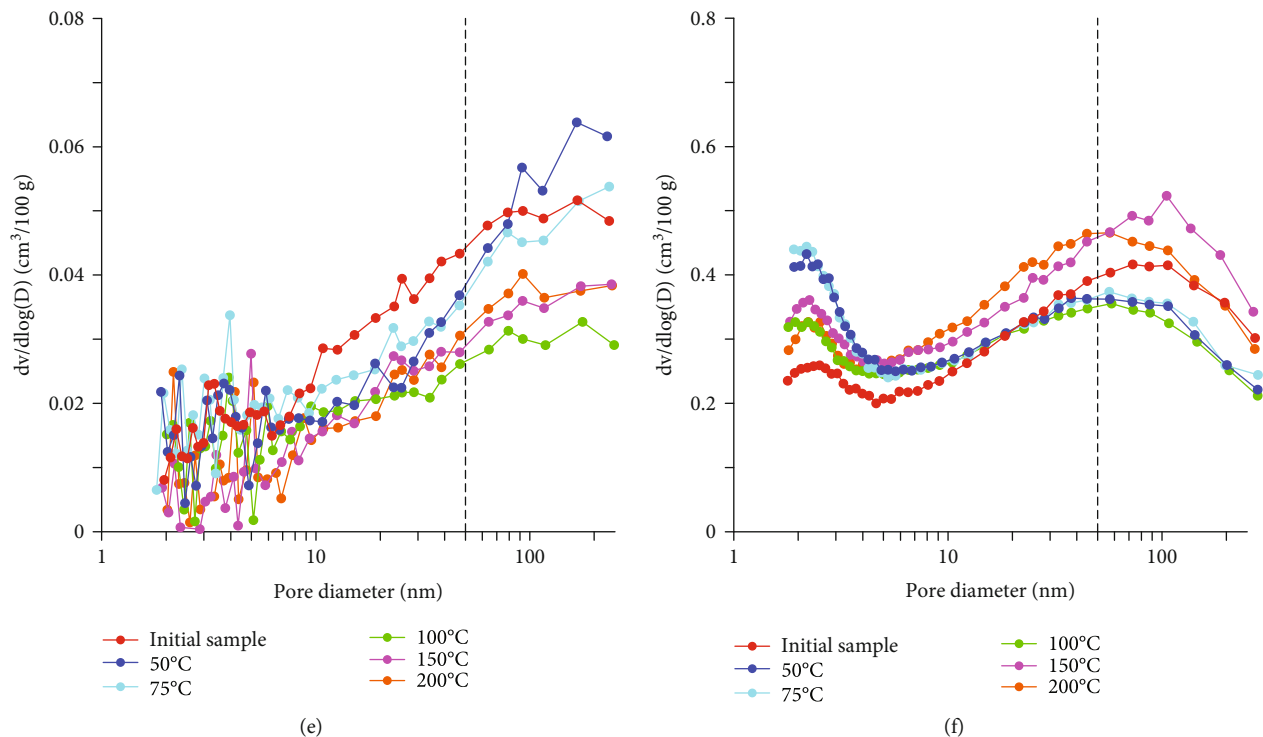 0.08
0.06
0.04
0.02
0
dv/dlog(D) (cm³/100 g)
1
10
100
Pore diameter (nm)
Initial sample
50°C
75°C
100°C
150°C
200°C
(e)
0.8
0.6
0.4
0.2
0
dv/dlog(D) (cm³/100 g)
1
10
100
Pore diameter (nm)
Initial sample
50°C
75°C
100°C
150°C
200°C
(f)